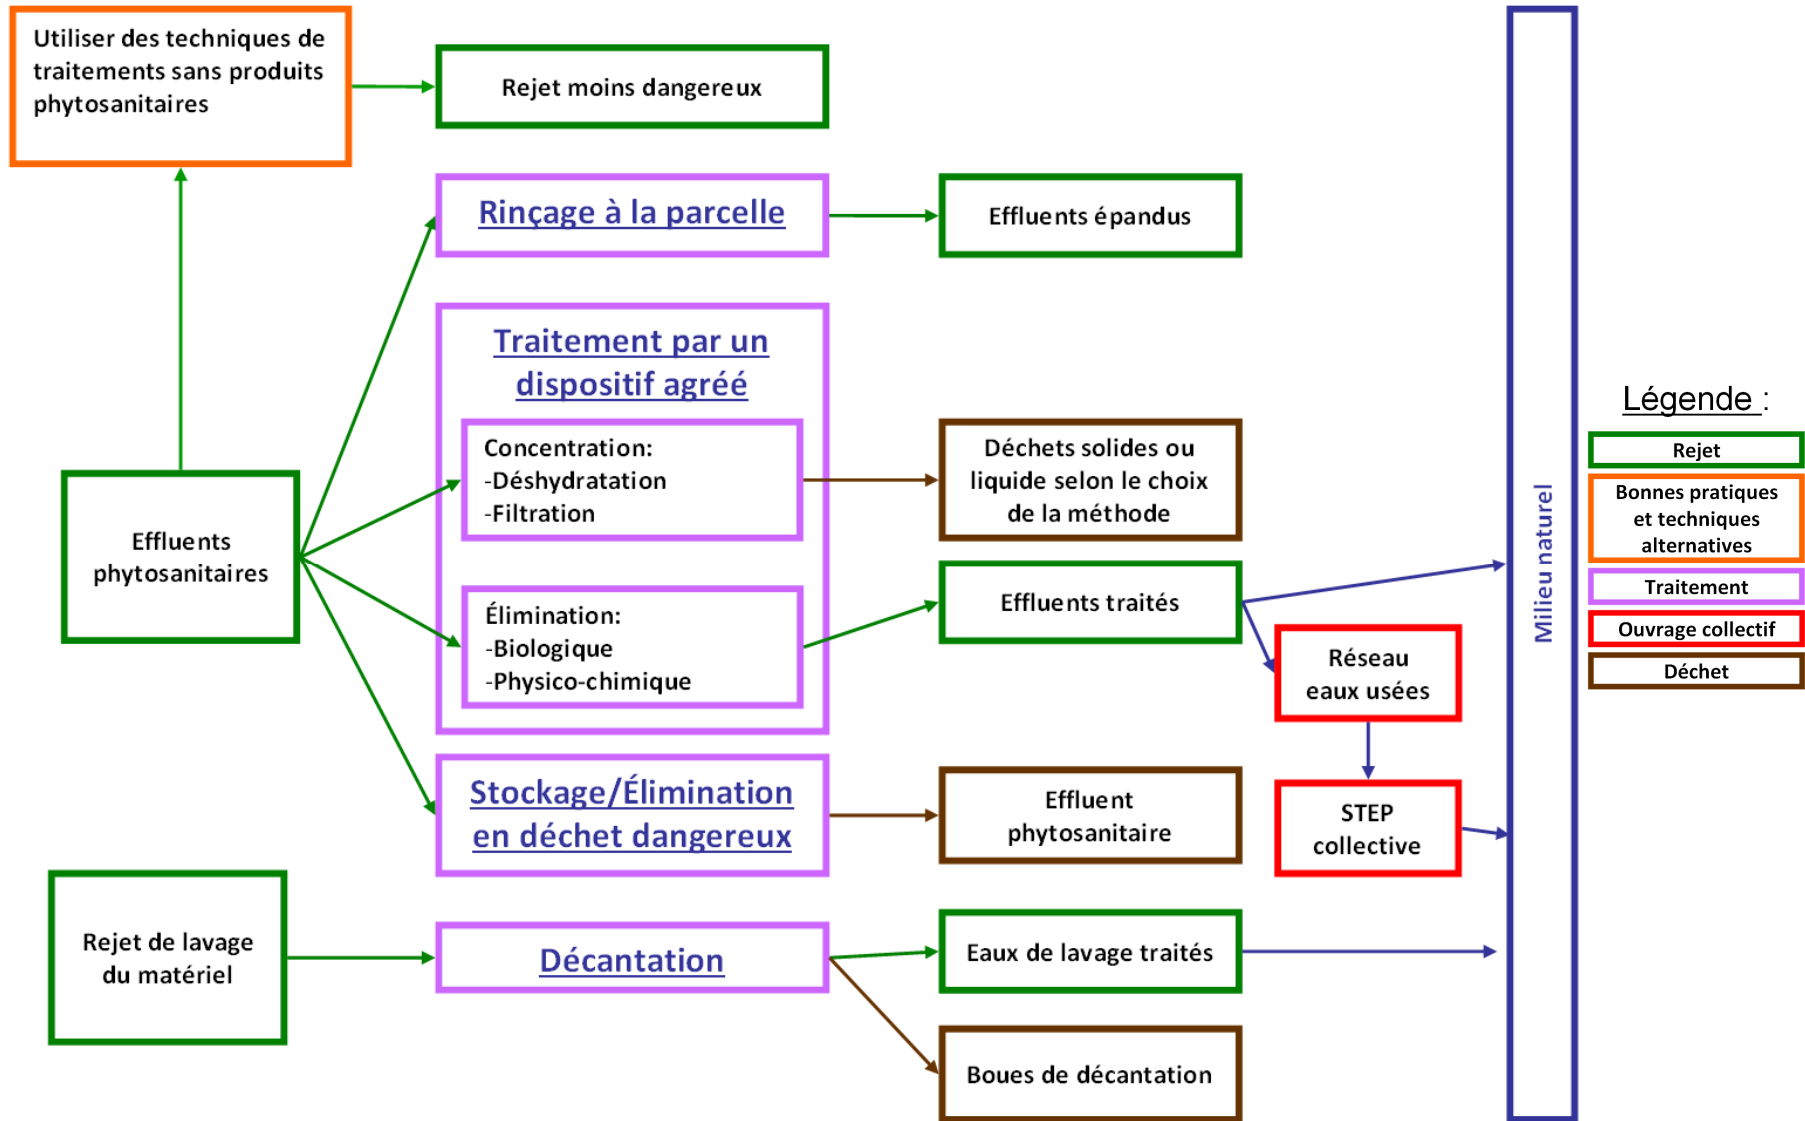 Utiliser des techniques de
traitements sans produits
phytosanitaires
Rejet moins dangereux
Rinçage à la parcelle
Effluents épandus
Traitement par un
dispositif agréé
Concentration:
-Déshydratation
-Filtration
Déchets solides ou
liquide selon le choix
de la méthode
Effluents
phytosanitaires
Élimination:
-Biologique
-Physico-chimique
Effluents traités
Réseau
eaux usées
Stockage/Élimination
en déchet dangereux
Effluent
phytosanitaire
STEP
collective
Rejet de lavage
du matériel
Décantation
Eaux de lavage traités
Boues de décantation
Milieu naturel
Légende :
Rejet
Bonnes pratiques
et techniques
alternatives
Traitement
Ouvrage collectif
Déchet